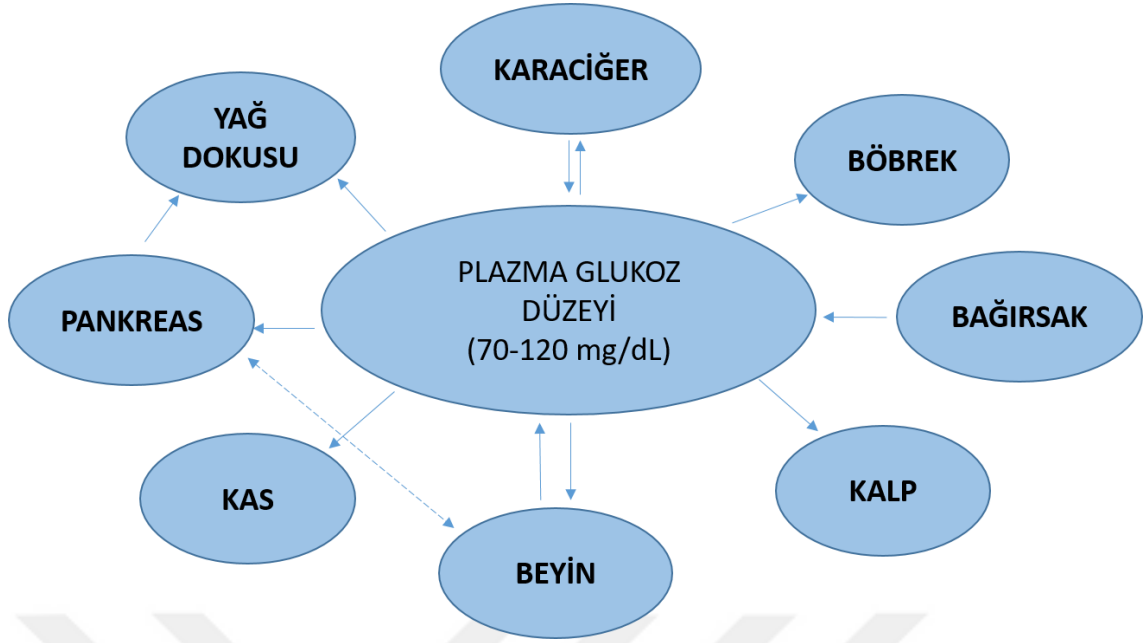 KARACİĞER
YAĞ
DOKUSU
BÖBREK
PLAZMA GLUKOZ
DÜZEYİ
(70-120 mg/dL)
PANKREAS
BAĞIRSAK
KAS
KALP
BEYİN